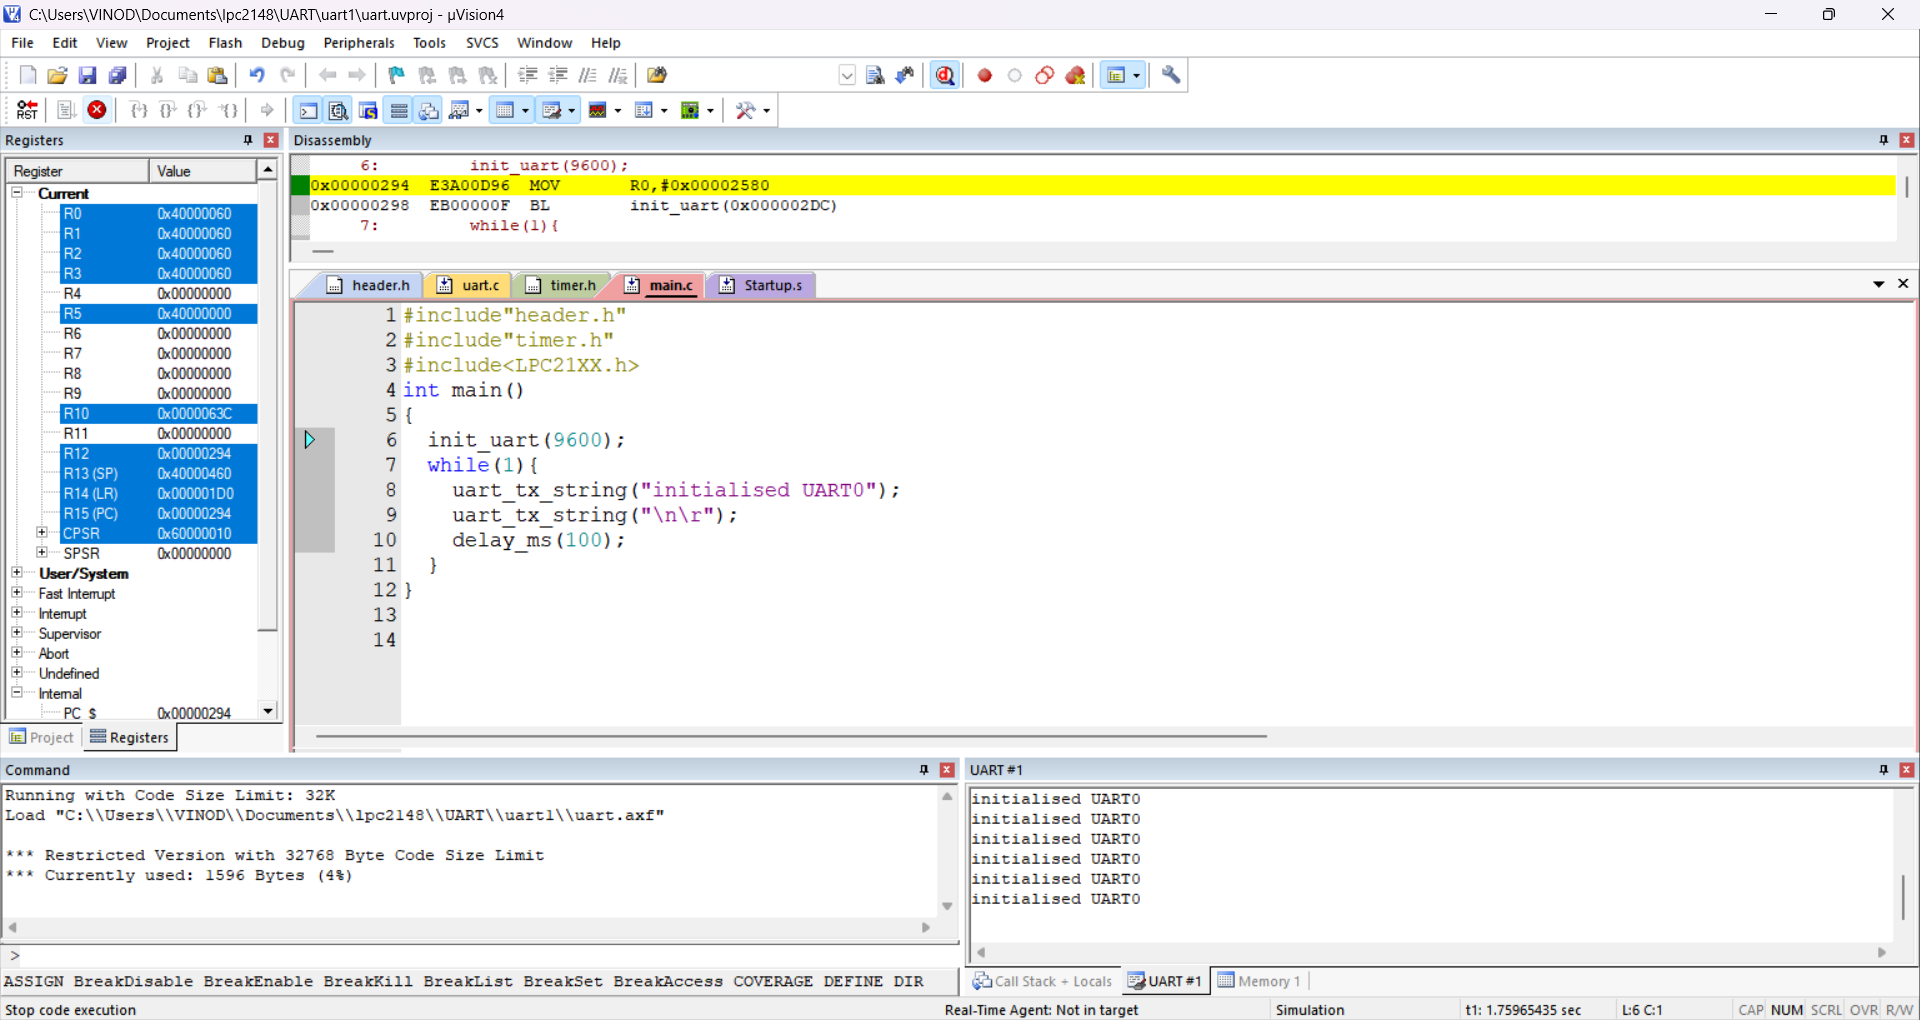 C:\Users\VINOD\Documents\lpc2148\UART\uart1\uart.uvproj - µVision4
File Edit View Project Flash Debug Peripherals Tools SVCS Window Help
RST
Registers
Register Value
Current
R0 0x40000060
R1 0x40000060
R2 0x40000060
R3 0x40000060
R4 0x00000000
R5 0x40000000
R6 0x00000000
R7 0x00000000
R8 0x00000000
R9 0x00000000
R10 0x0000063C
R11 0x00000000
R12 0x00000294
R13 (SP) 0x40000460
R14 (LR) 0x000001D0
R15 (PC) 0x00000294
CPSR 0x60000010
SPSR 0x00000000
User/System
Fast Interrupt
Interrupt
Supervisor
Abort
Undefined
Internal
PC $ 0x00000294
Project Registers
Disassembly
6: init_uart(9600);
0x00000294 E3A00D96 MOV R0,#0x00002580
0x00000298 EB00000F BL init_uart(0x000002DC)
7: while(1){
header.h uart.c timer.h main.c Startup.s
1 #include"header.h"
2 #include"timer.h"
3 #include<LPC21XX.h>
4 int main()
5 {
6 init_uart(9600);
7 while(1){
8 uart_tx_string("initialised UART0");
9 uart_tx_string("\n\r");
10 delay_ms(100);
11 }
12 }
13
14
Command
Running with Code Size Limit: 32K
Load "C:\\Users\\VINOD\\Documents\\lpc2148\\UART\\uart1\\uart.axf"
*** Restricted Version with 32768 Byte Code Size Limit
*** Currently used: 1596 Bytes (4%)
>
ASSIGN BreakDisable BreakEnable BreakKill BreakList BreakSet BreakAccess COVERAGE DEFINE DIR
UART #1
initialised UART0
initialised UART0
initialised UART0
initialised UART0
initialised UART0
initialised UART0
Call Stack + Locals UART #1 Memory 1
Stop code execution Real-Time Agent: Not in target Simulation t1: 1.75965435 sec L:6 C:1 CAP NUM SCRL OVR R/W